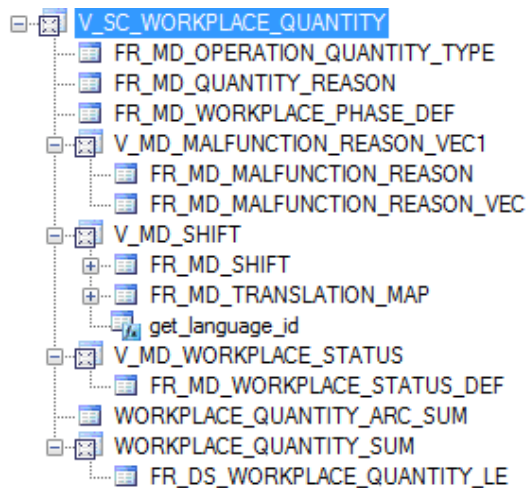 V_SC_WORKPLACE_QUANTITY
FR_MD_OPERATION_QUANTITY_TYPE
FR_MD_QUANTITY_REASON
FR_MD_WORKPLACE_PHASE_DEF
V_MD_MALFUNCTION_REASON_VEC1
FR_MD_MALFUNCTION_REASON
FR_MD_MALFUNCTION_REASON_VEC
V_MD_SHIFT
FR_MD_SHIFT
FR_MD_TRANSLATION_MAP
get_language_id
V_MD_WORKPLACE_STATUS
FR_MD_WORKPLACE_STATUS_DEF
WORKPLACE_QUANTITY_ARC_SUM
WORKPLACE_QUANTITY_SUM
FR_DS_WORKPLACE_QUANTITY_LE